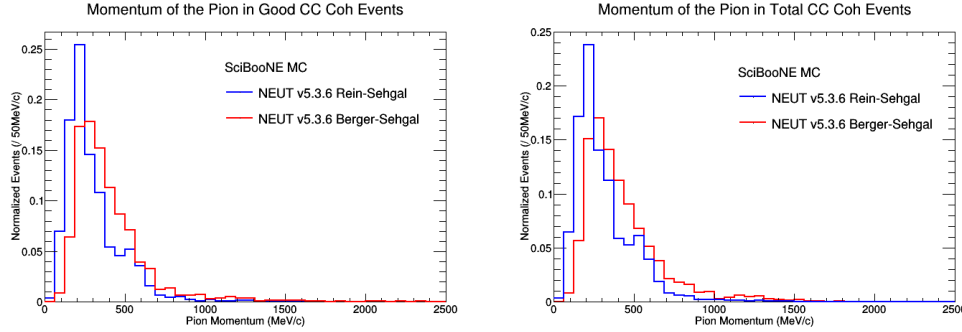 Momentum of the Pion in Good CC Coh Events
Normalized Events (/ 50MeV/c)
0.25
0.2
0.15
0.1
0.05
0
SciBooNE MC
NEUT v5.3.6 Rein-Sehgal
NEUT v5.3.6 Berger-Sehgal
0 500 1000 1500 2000 2500
Pion Momentum (MeV/c)
Momentum of the Pion in Total CC Coh Events
Normalized Events (/ 50MeV/c)
0.25
0.2
0.15
0.1
0.05
0
SciBooNE MC
NEUT v5.3.6 Rein-Sehgal
NEUT v5.3.6 Berger-Sehgal
0 500 1000 1500 2000 2500
Pion Momentum (MeV/c)